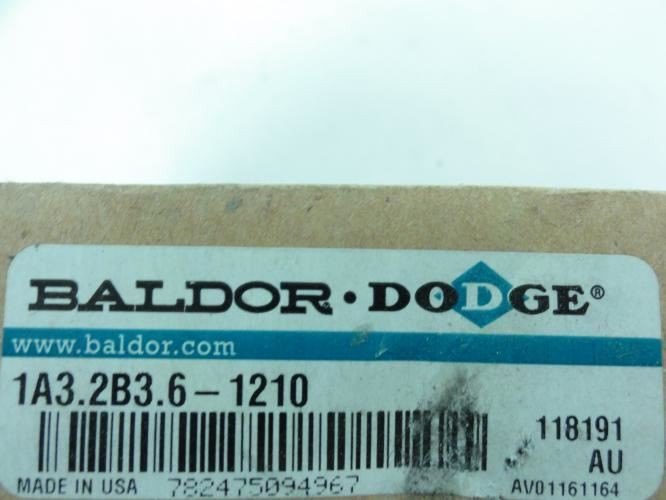 BALDOR · DODGE®
www.baldor.com
1A3.2B3.6 – 1210
118191
AU
MADE IN USA 782475094967 AV01161164